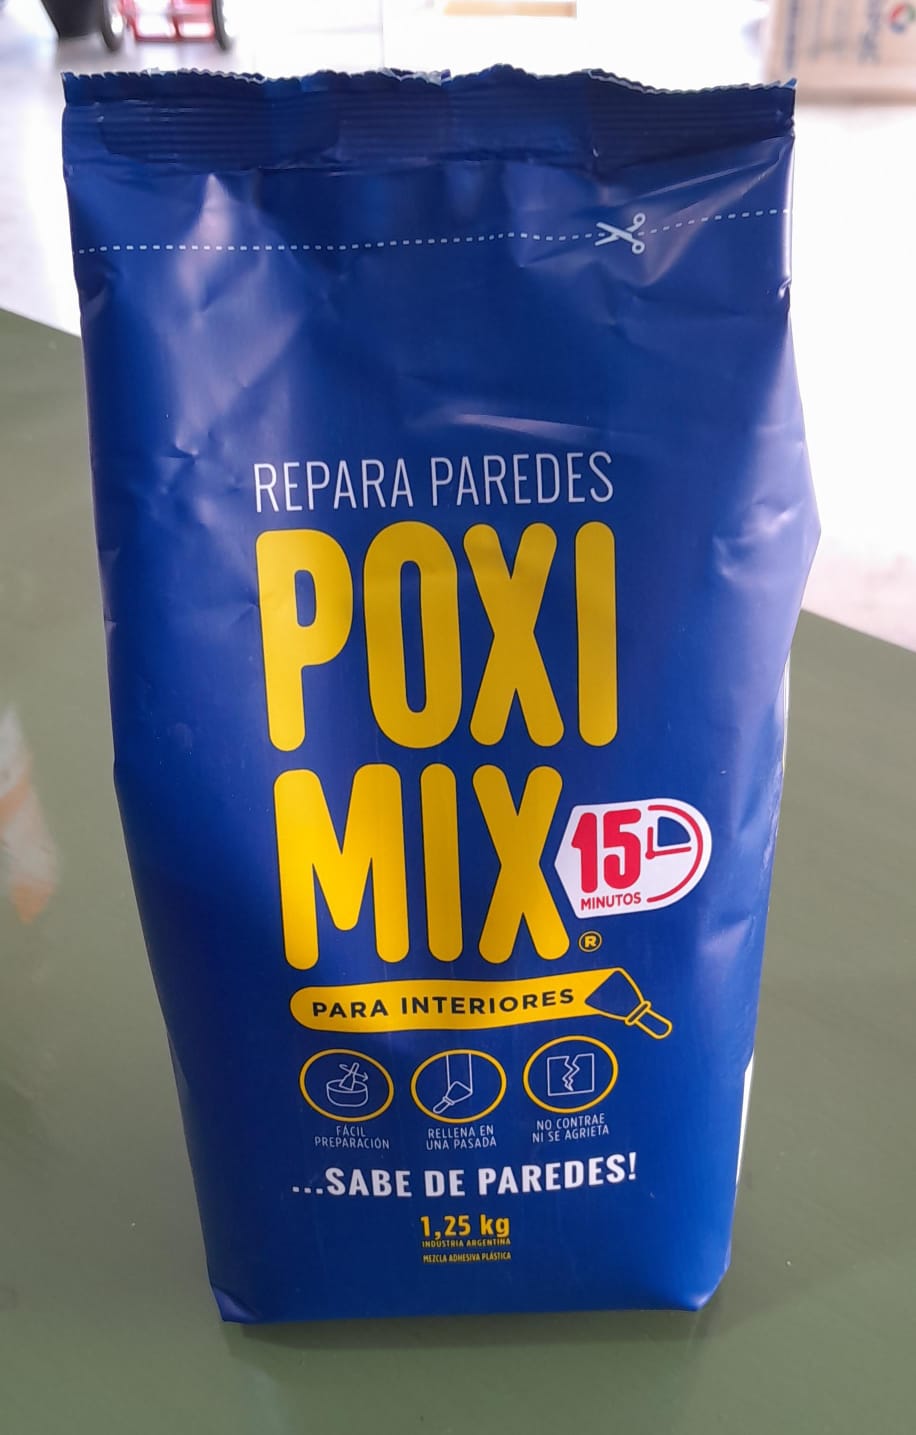 REPARA PAREDES
POXI
MIX®
15
MINUTOS
PARA INTERIORES
FÁCIL
PREPARACIÓN
RELLENA EN
UNA PASADA
NO CONTRAE
NI SE AGRIETA
...SABE DE PAREDES!
1,25 kg
INDUSTRIA ARGENTINA
MEZCLA ADHESIVA PLÁSTICA